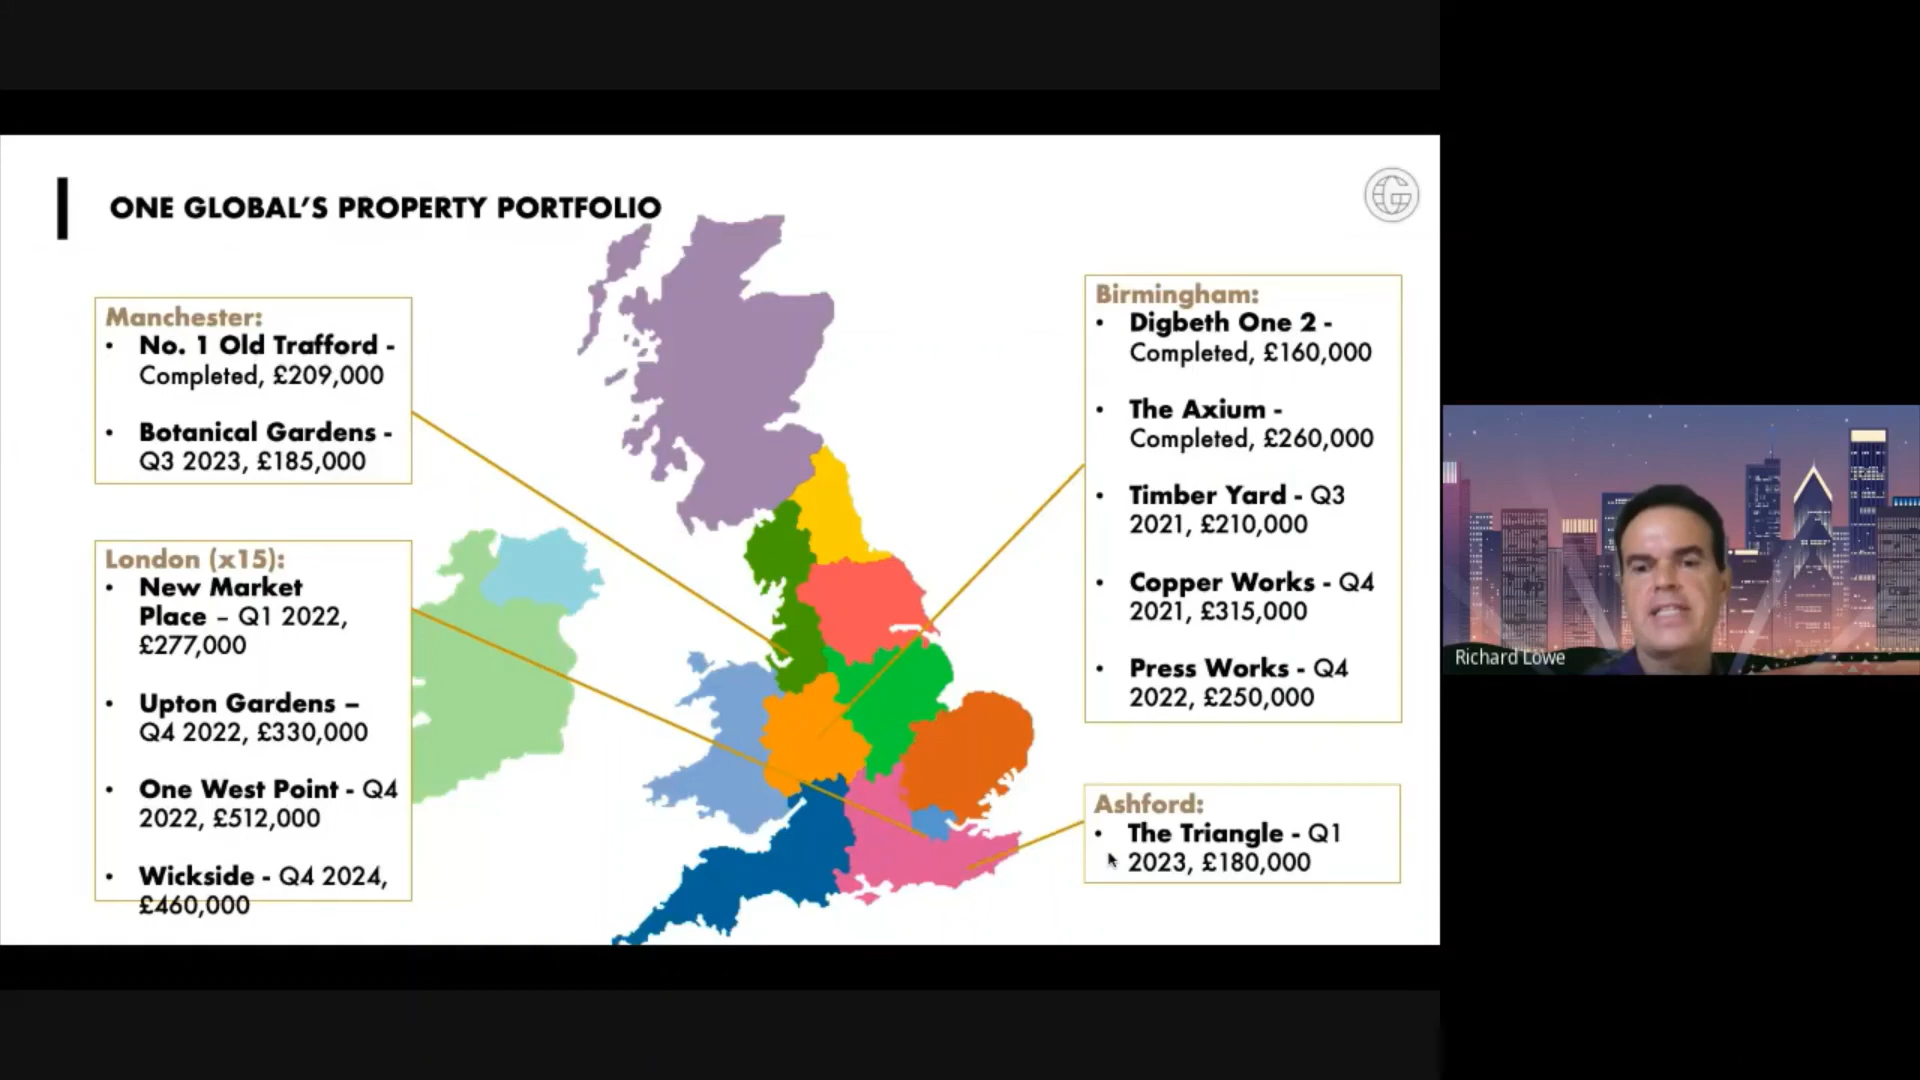 ONE GLOBAL'S PROPERTY PORTFOLIO
Manchester:
• No. 1 Old Trafford -
Completed, £209,000
• Botanical Gardens -
Q3 2023, £185,000
London (x15):
• New Market
Place – Q1 2022,
£277,000
• Upton Gardens –
Q4 2022, £330,000
• One West Point - Q4
2022, £512,000
• Wickside - Q4 2024,
£460,000
Birmingham:
• Digbeth One 2 -
Completed, £160,000
• The Axium -
Completed, £260,000
• Timber Yard - Q3
2021, £210,000
• Copper Works - Q4
2021, £315,000
• Press Works - Q4
2022, £250,000
Ashford:
• The Triangle - Q1
2023, £180,000
Richard Lowe